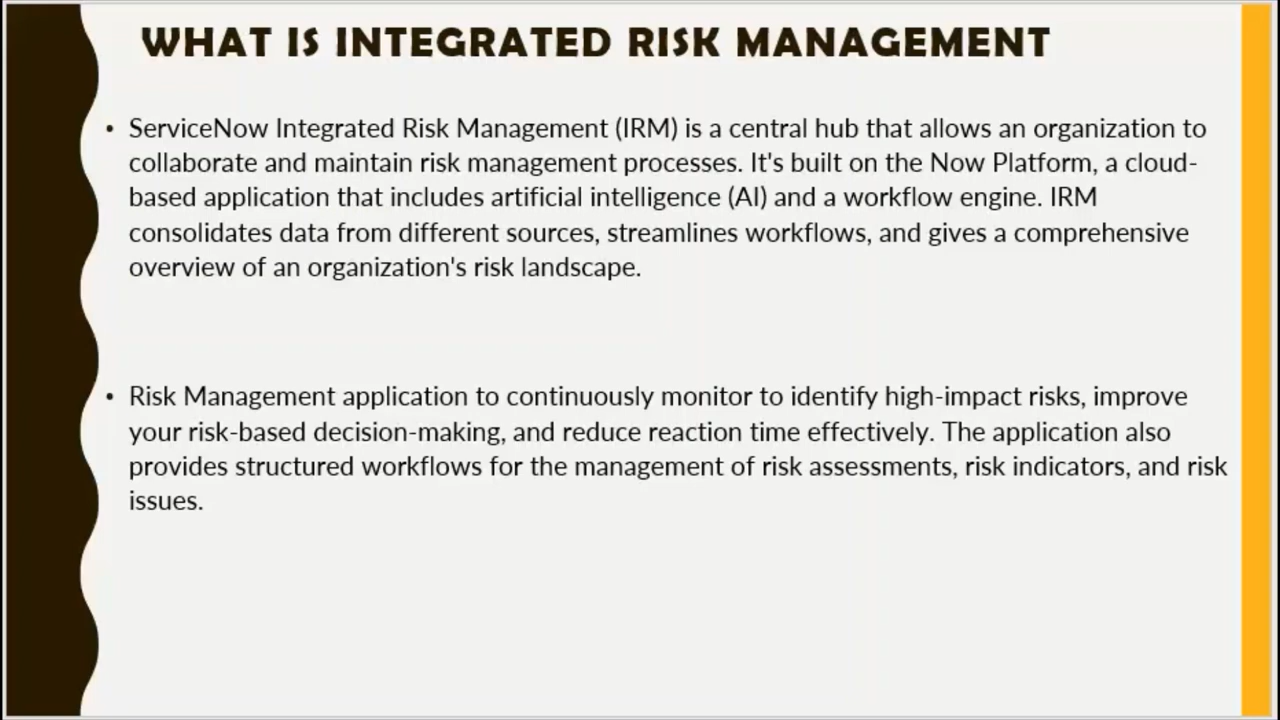 WHAT IS INTEGRATED RISK MANAGEMENT
• ServiceNow Integrated Risk Management (IRM) is a central hub that allows an organization to
collaborate and maintain risk management processes. It's built on the Now Platform, a cloud-
based application that includes artificial intelligence (AI) and a workflow engine. IRM
consolidates data from different sources, streamlines workflows, and gives a comprehensive
overview of an organization's risk landscape.
• Risk Management application to continuously monitor to identify high-impact risks, improve
your risk-based decision-making, and reduce reaction time effectively. The application also
provides structured workflows for the management of risk assessments, risk indicators, and risk
issues.